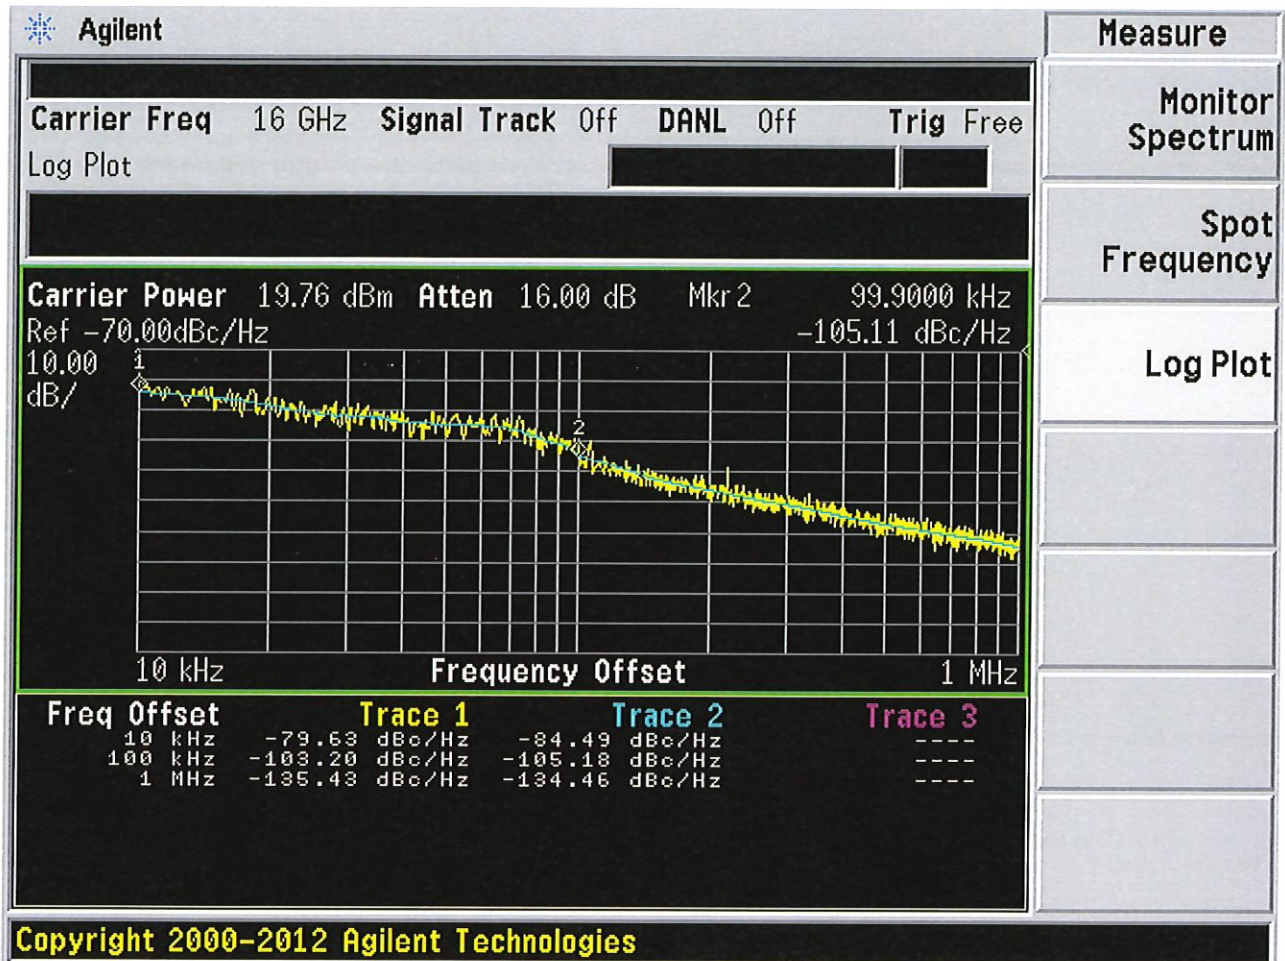 Agilent
Measure
Monitor
Spectrum
Spot
Frequency
Log Plot
Carrier Freq 16 GHz Signal Track Off DANL Off Trig Free
Log Plot
Carrier Power 19.76 dBm Atten 16.00 dB Mkr 2 99.9000 kHz
Ref -70.00dBc/Hz -105.11 dBc/Hz
10.00
dB/
1
2
10 kHz Frequency Offset 1 MHz
Freq Offset Trace 1 Trace 2 Trace 3
10 kHz -79.63 dBc/Hz -84.49 dBc/Hz ----
100 kHz -103.20 dBc/Hz -105.18 dBc/Hz ----
1 MHz -135.43 dBc/Hz -134.46 dBc/Hz ----
Copyright 2000-2012 Agilent Technologies